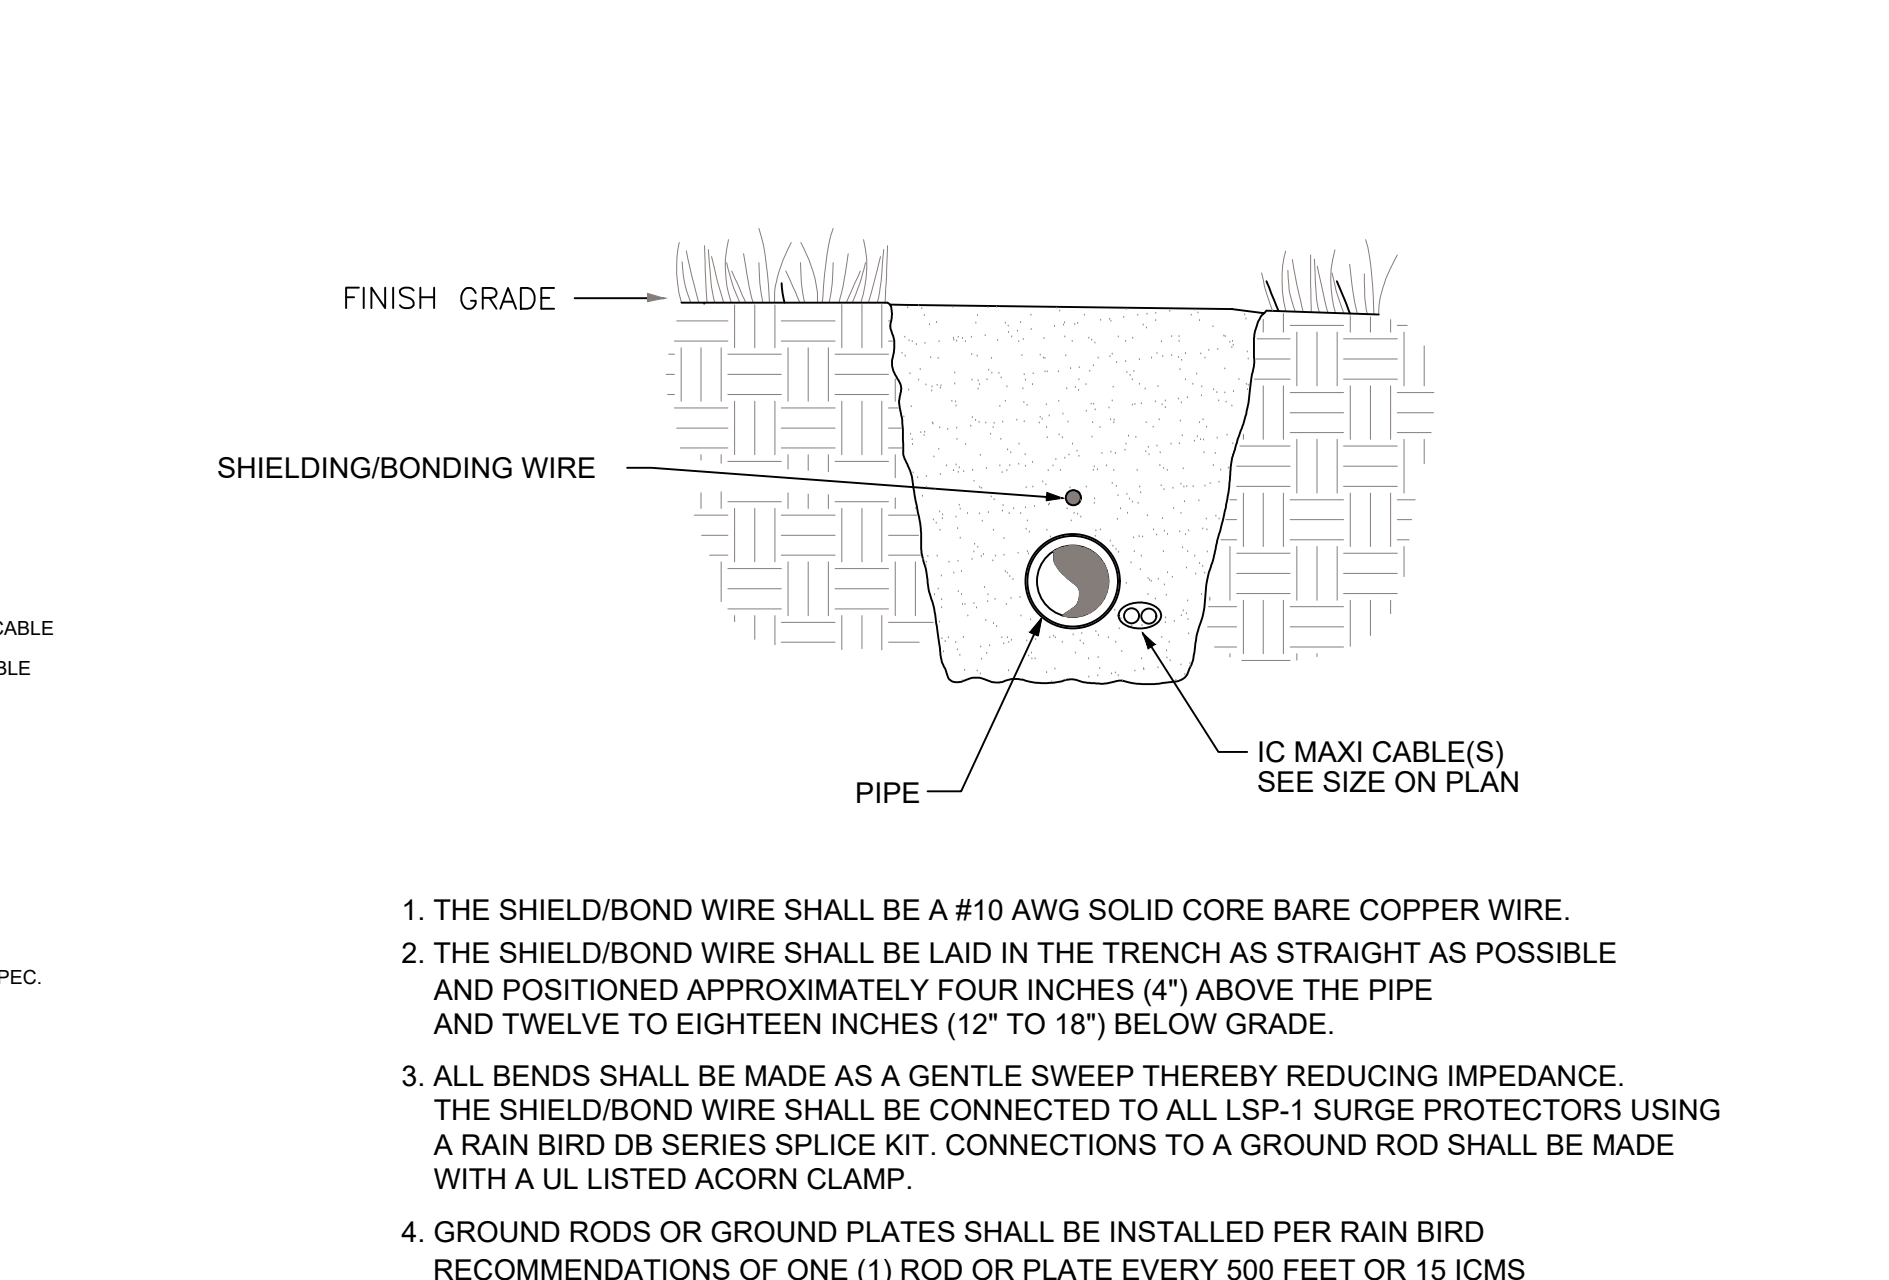 FINISH GRADE
SHIELDING/BONDING WIRE
CABLE
BLE
PIPE
IC MAXI CABLE(S)
SEE SIZE ON PLAN
1. THE SHIELD/BOND WIRE SHALL BE A #10 AWG SOLID CORE BARE COPPER WIRE.
2. THE SHIELD/BOND WIRE SHALL BE LAID IN THE TRENCH AS STRAIGHT AS POSSIBLE
AND POSITIONED APPROXIMATELY FOUR INCHES (4") ABOVE THE PIPE
AND TWELVE TO EIGHTEEN INCHES (12" TO 18") BELOW GRADE.
PEC.
3. ALL BENDS SHALL BE MADE AS A GENTLE SWEEP THEREBY REDUCING IMPEDANCE.
THE SHIELD/BOND WIRE SHALL BE CONNECTED TO ALL LSP-1 SURGE PROTECTORS USING
A RAIN BIRD DB SERIES SPLICE KIT. CONNECTIONS TO A GROUND ROD SHALL BE MADE
WITH A UL LISTED ACORN CLAMP.
4. GROUND RODS OR GROUND PLATES SHALL BE INSTALLED PER RAIN BIRD
RECOMMENDATIONS OF ONE (1) ROD OR PLATE EVERY 500 FEET OR 15 ICMS